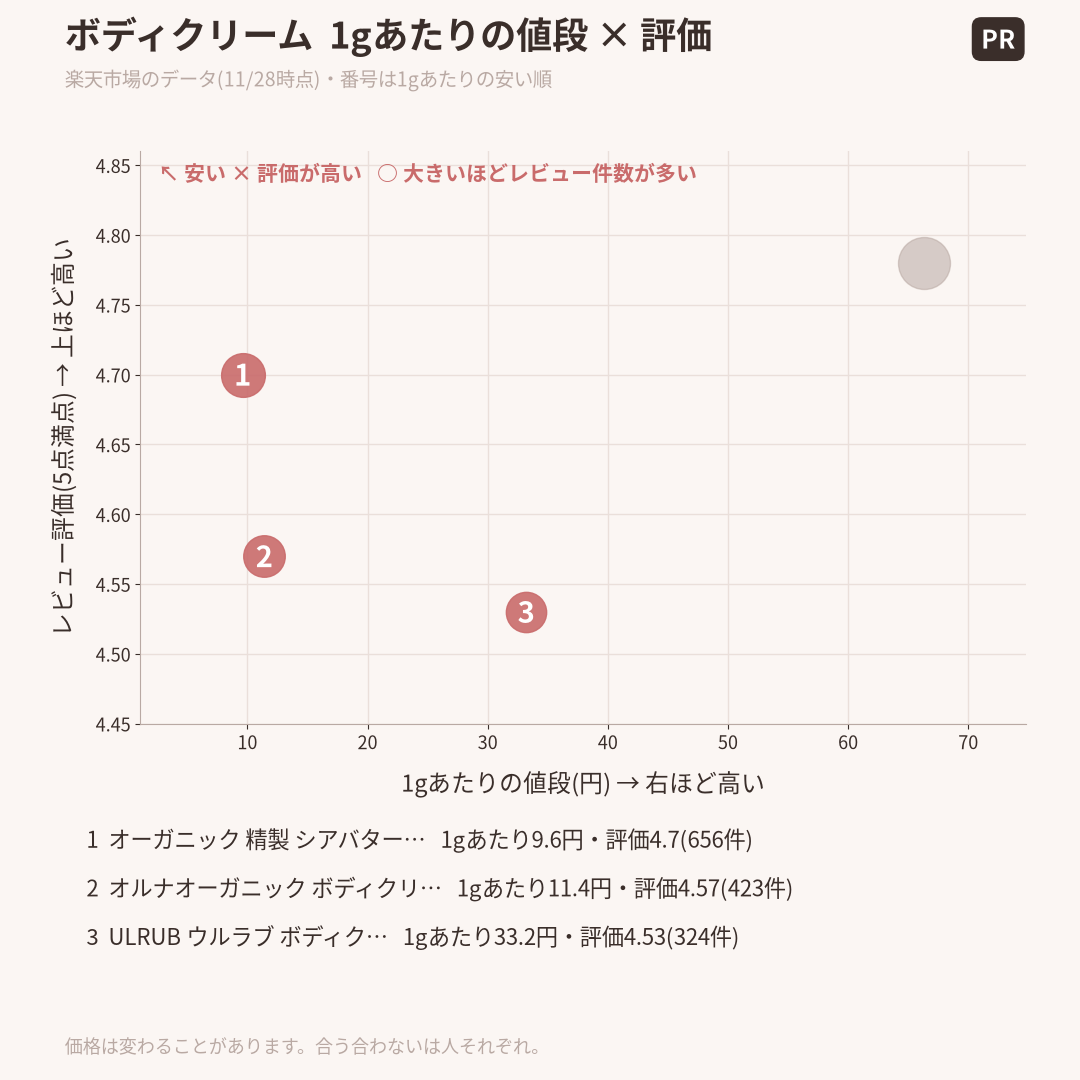 ボディクリーム 1gあたりの値段 × 評価
PR
楽天市場のデータ(11/28時点)・番号は1gあたりの安い順
↖ 安い × 評価が高い ○ 大きいほどレビュー件数が多い
レビュー評価(5点満点) → 上ほど高い
4.85
4.80
4.75
4.70
4.65
4.60
4.55
4.50
4.45
1
2
3
10 20 30 40 50 60 70
1gあたりの値段(円) → 右ほど高い
1 オーガニック 精製 シアバター… 1gあたり9.6円・評価4.7(656件)
2 オルナオーガニック ボディクリ… 1gあたり11.4円・評価4.57(423件)
3 ULRUB ウルラブ ボディク… 1gあたり33.2円・評価4.53(324件)
価格は変わることがあります。合う合わないは人それぞれ。